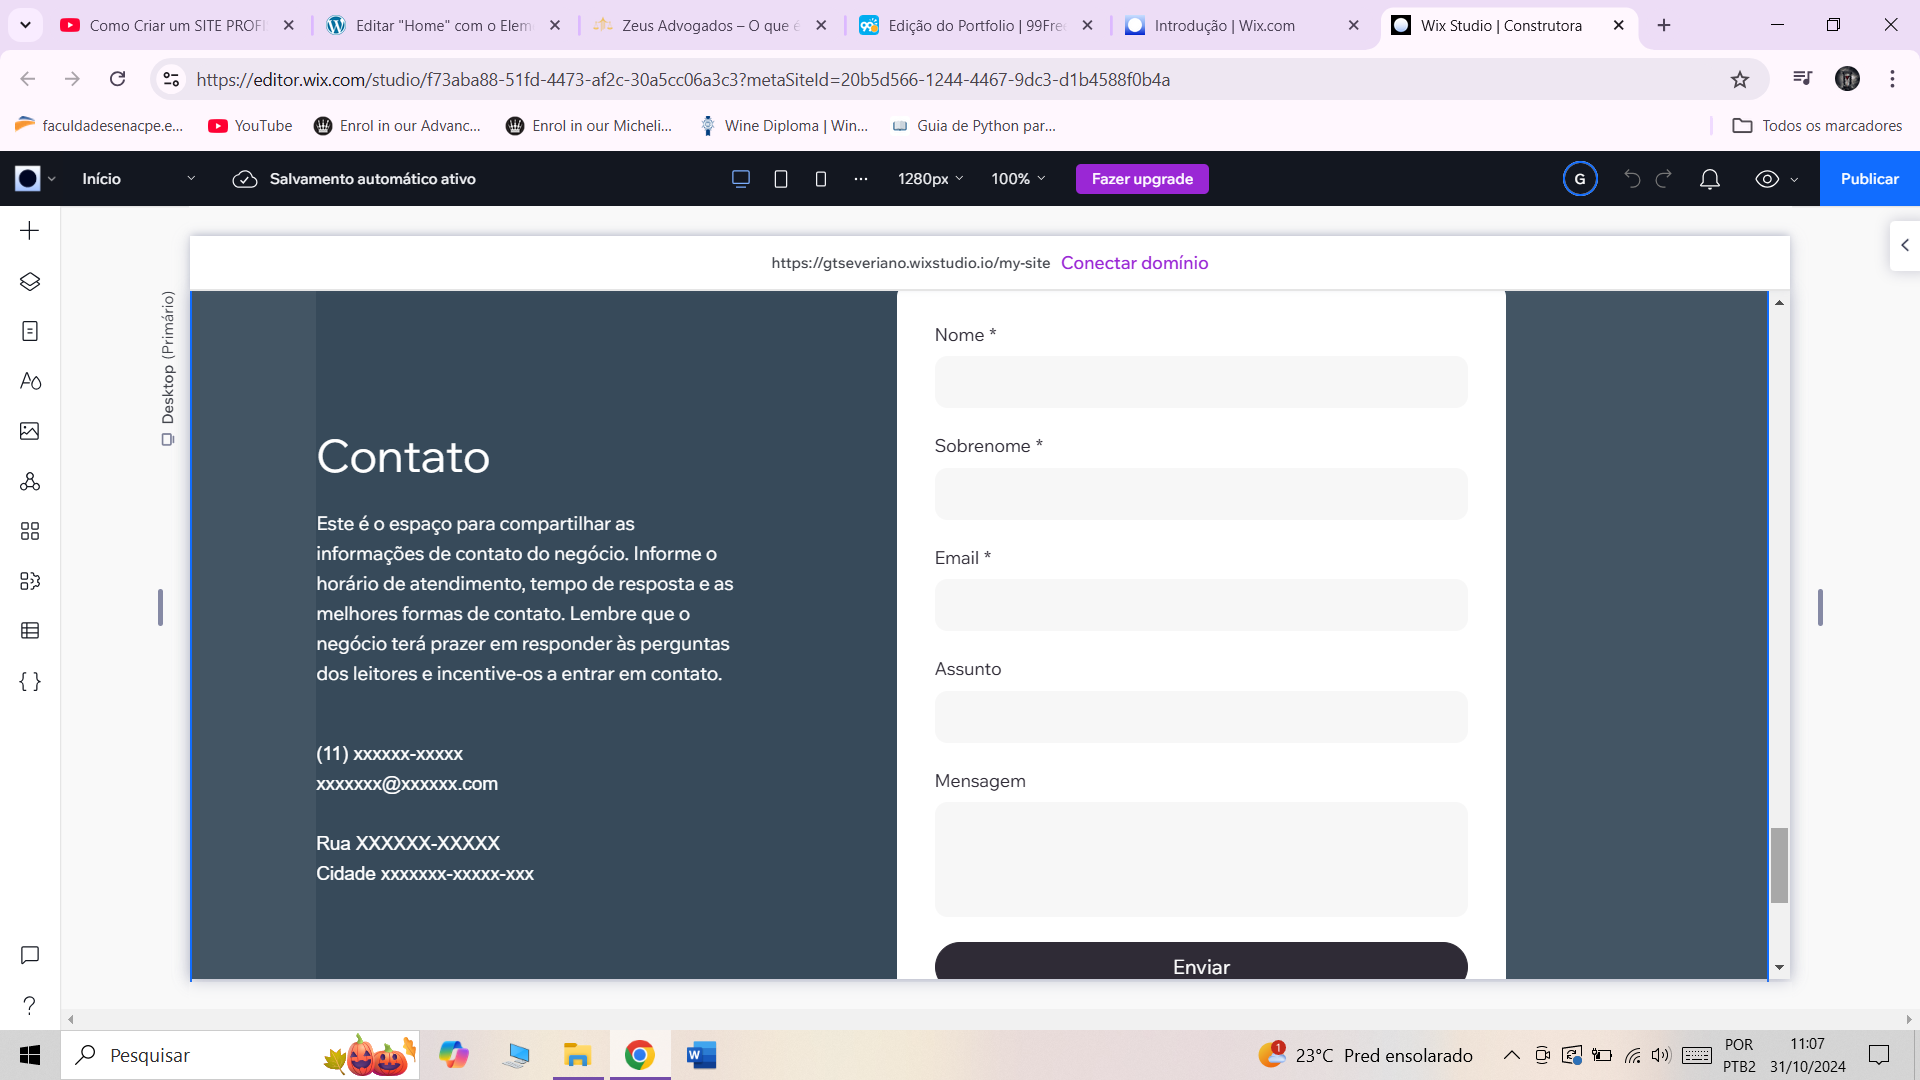 Como Criar um SITE PROFI
Editar "Home" com o Elem
Zeus Advogados – O que é
Edição do Portfolio | 99Fre
Introdução | Wix.com
Wix Studio | Construtora
https://editor.wix.com/studio/f73aba88-51fd-4473-af2c-30a5cc06a3c3?metaSiteId=20b5d566-1244-4467-9dc3-d1b4588f0b4a
faculdadesenacpe.e...
YouTube
Enrol in our Advanc...
Enrol in our Micheli...
Wine Diploma | Win...
Guia de Python par...
Todos os marcadores
Início
Salvamento automático ativo
1280px
100%
Fazer upgrade
G
Publicar
https://gtseveriano.wixstudio.io/my-site Conectar domínio
Desktop (Primário)
Contato
Este é o espaço para compartilhar as
informações de contato do negócio. Informe o
horário de atendimento, tempo de resposta e as
melhores formas de contato. Lembre que o
negócio terá prazer em responder às perguntas
dos leitores e incentive-os a entrar em contato.
(11) xxxxxx-xxxxx
xxxxxxx@xxxxxx.com
Rua XXXXXX-XXXXX
Cidade xxxxxxx-xxxxx-xxx
Nome *
Sobrenome *
Email *
Assunto
Mensagem
Enviar
Pesquisar
1
23°C Pred ensolarado
POR
PTB2
11:07
31/10/2024